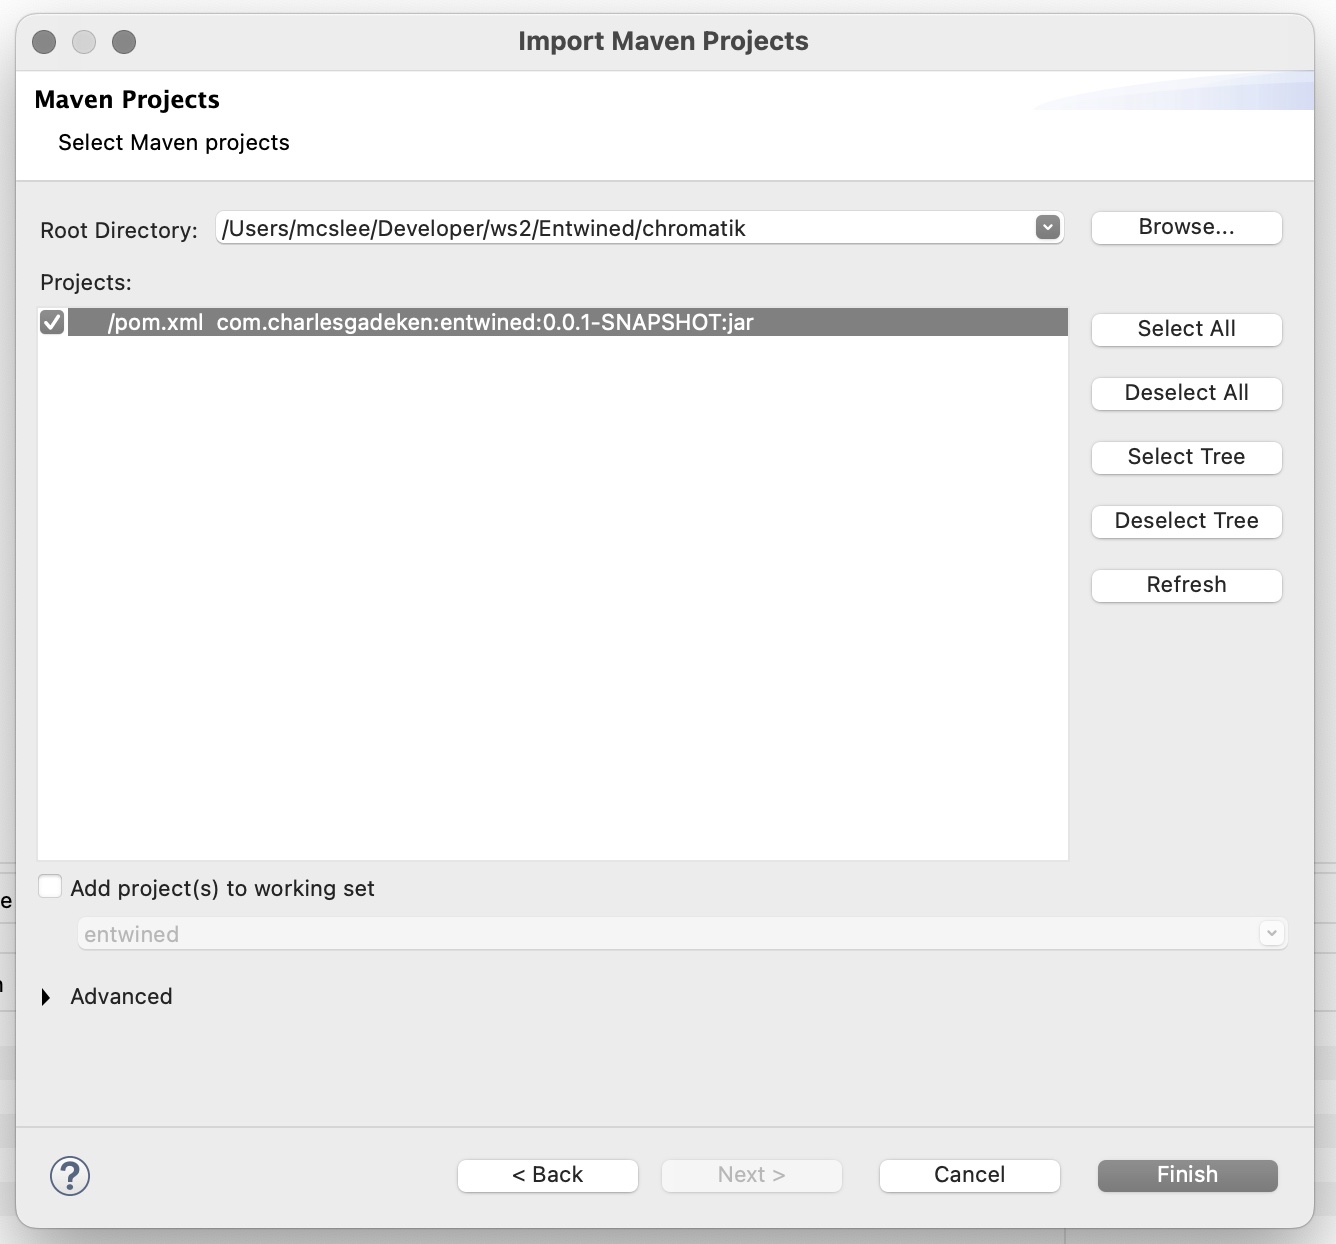 Import Maven Projects
Maven Projects
Select Maven projects
Root Directory: /Users/mcslee/Developer/ws2/Entwined/chromatik Browse...
Projects:
/pom.xml com.charlesgadeken:entwined:0.0.1-SNAPSHOT:jar
Select All
Deselect All
Select Tree
Deselect Tree
Refresh
Add project(s) to working set
entwined
Advanced
? < Back Next > Cancel Finish